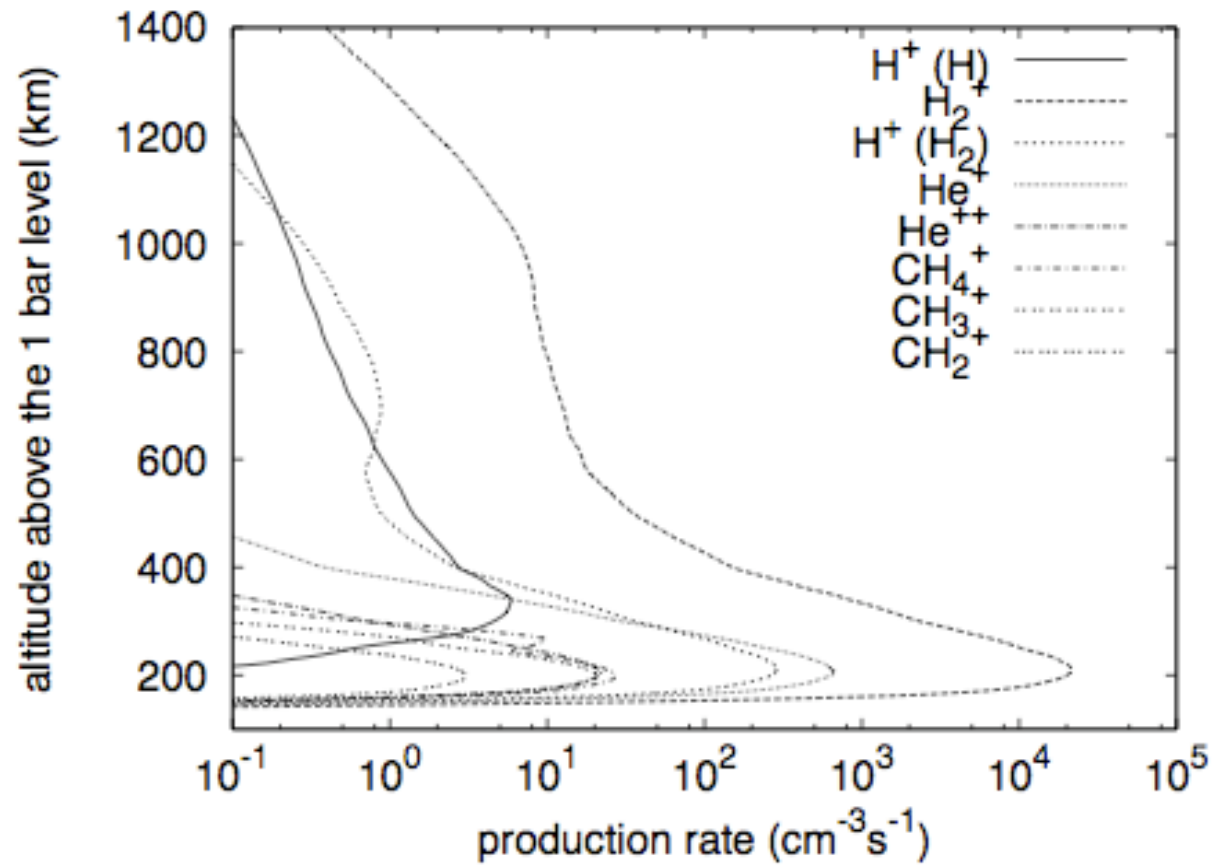 altitude above the 1 bar level (km)
1400
1200
1000
800
600
400
200
H⁺ (H)
H₂⁺
H⁺ (H₂)
He⁺
He⁺⁺
CH₄⁺
CH₃⁺
CH₂⁺
10⁻¹ 10⁰ 10¹ 10² 10³ 10⁴ 10⁵
production rate (cm⁻³s⁻¹)